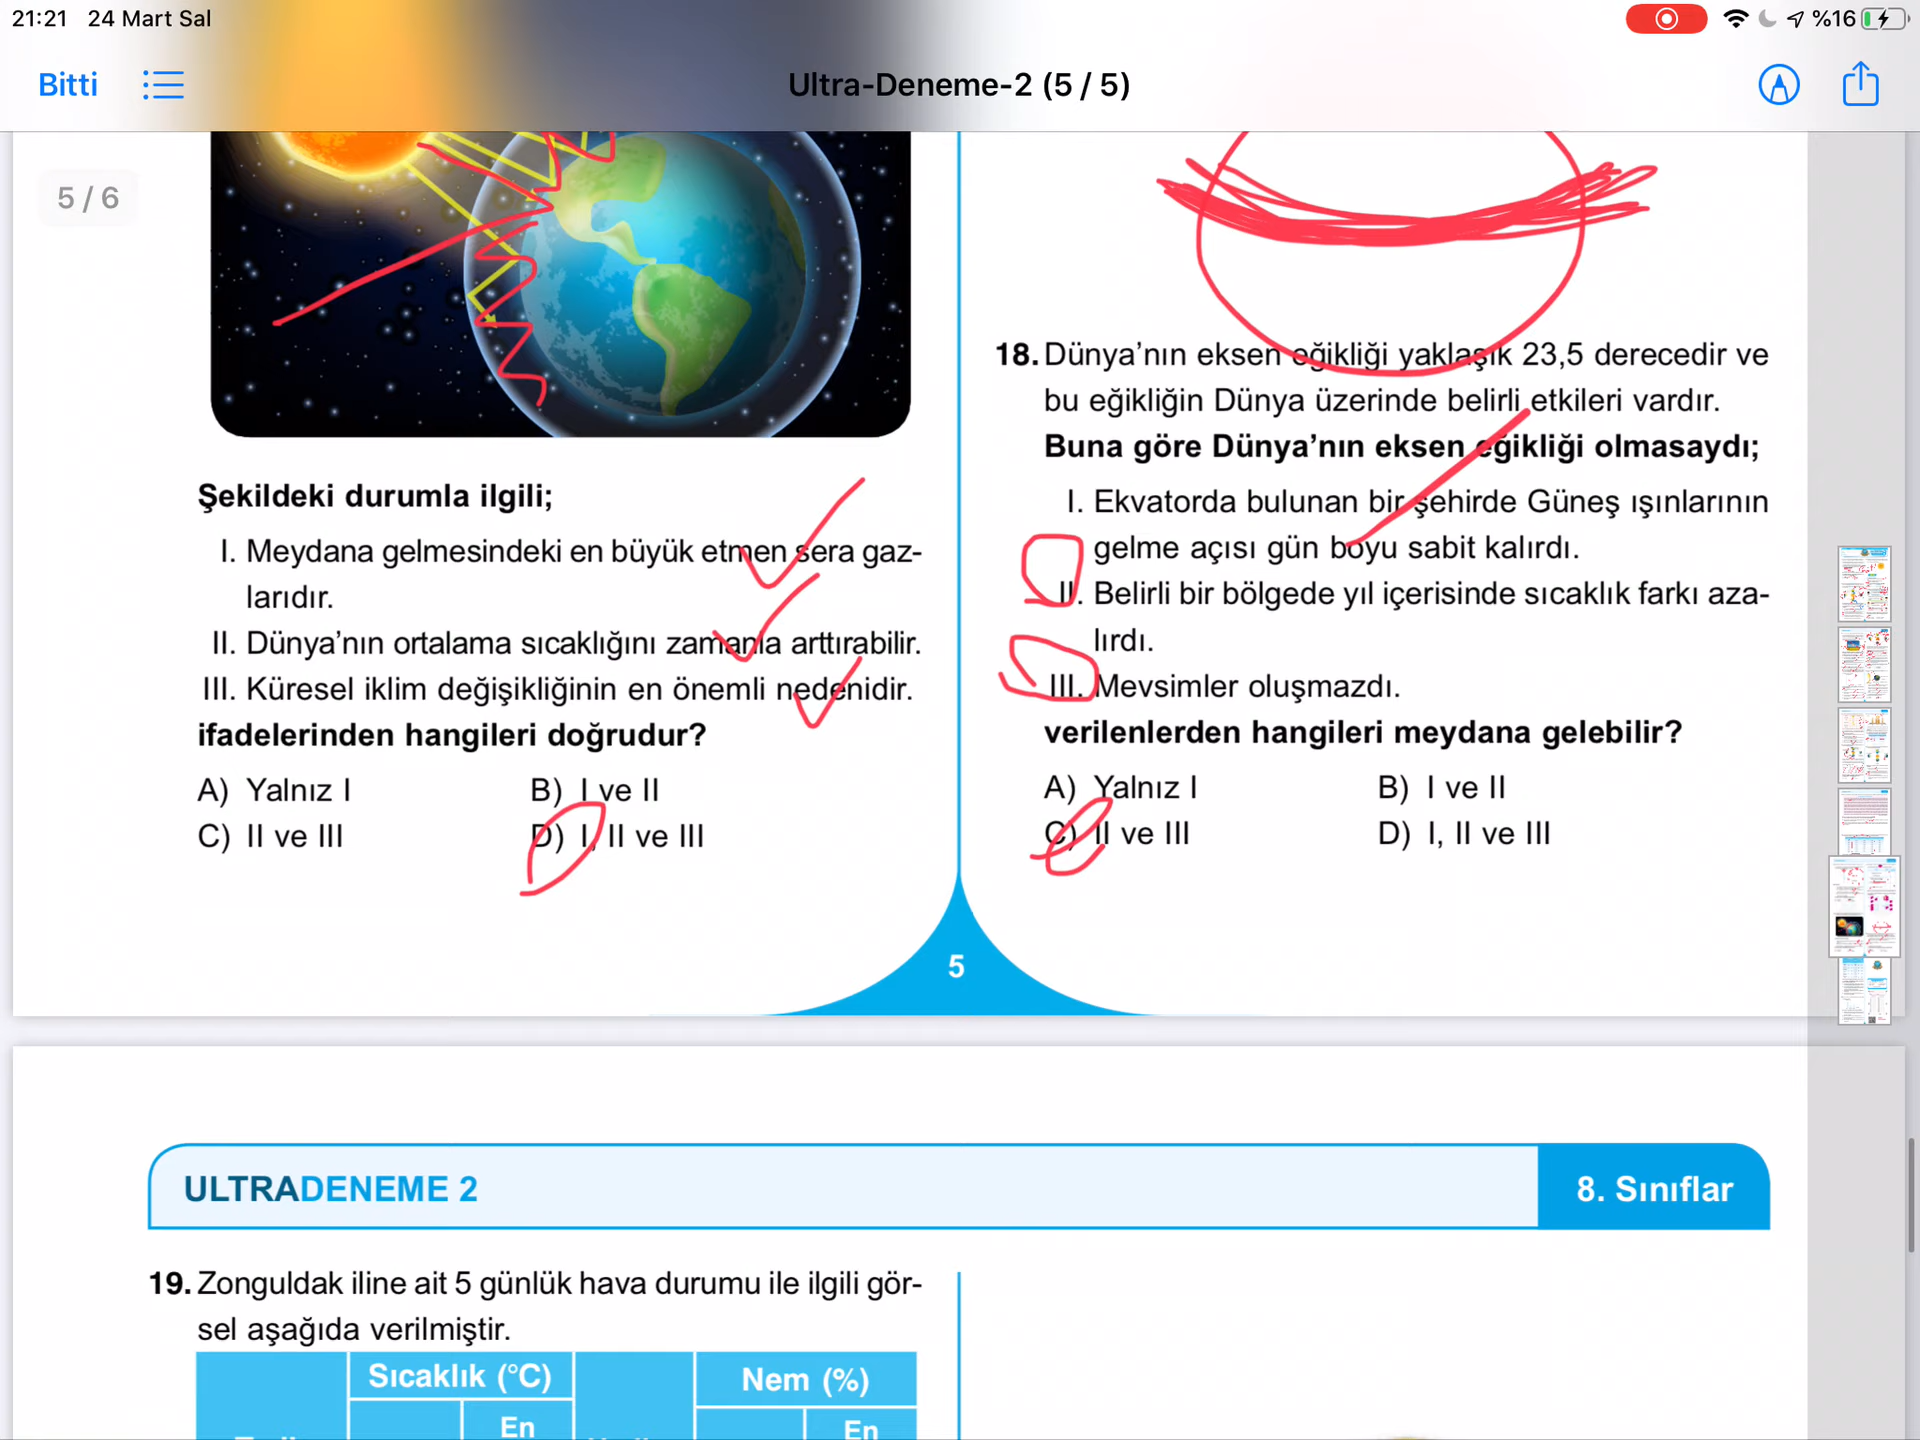 21:21 24 Mart Sal
%16
Bitti
Ultra-Deneme-2 (5 / 5)
5 / 6
Şekildeki durumla ilgili;
I. Meydana gelmesindeki en büyük etmen sera gaz-
larıdır.
II. Dünya’nın ortalama sıcaklığını zamanla arttırabilir.
III. Küresel iklim değişikliğinin en önemli nedenidir.
ifadelerinden hangileri doğrudur?
A) Yalnız I
B) I ve II
C) II ve III
D) I, II ve III
18. Dünya’nın eksen eğikliği yaklaşık 23,5 derecedir ve
bu eğikliğin Dünya üzerinde belirli etkileri vardır.
Buna göre Dünya’nın eksen eğikliği olmasaydı;
I. Ekvatorda bulunan bir şehirde Güneş ışınlarının
gelme açısı gün boyu sabit kalırdı.
II. Belirli bir bölgede yıl içerisinde sıcaklık farkı aza-
lırdı.
III. Mevsimler oluşmazdı.
verilenlerden hangileri meydana gelebilir?
A) Yalnız I
B) I ve II
C) II ve III
D) I, II ve III
5
ULTRADENEME 2
8. Sınıflar
19. Zonguldak iline ait 5 günlük hava durumu ile ilgili gör-
sel aşağıda verilmiştir.
Sıcaklık (°C)
Nem (%)
En
En